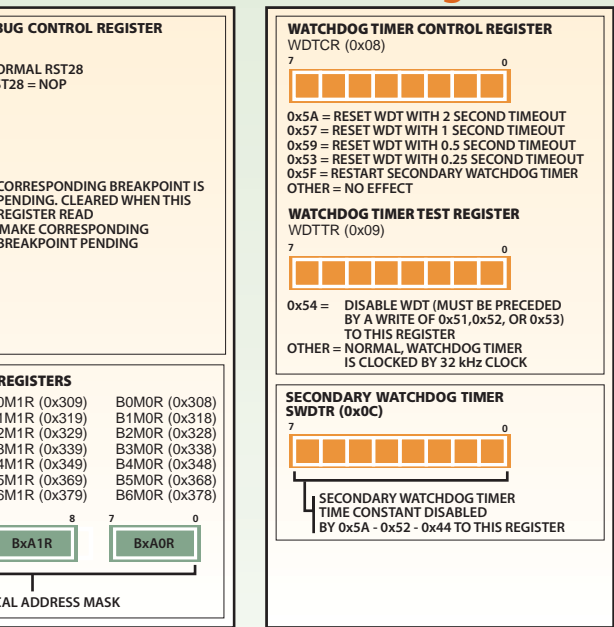 BUG CONTROL REGISTER
ORMAL RST28
ST28 = NOP
CORRESPONDING BREAKPOINT IS
PENDING. CLEARED WHEN THIS
REGISTER READ
MAKE CORRESPONDING
BREAKPOINT PENDING
REGISTERS
0M1R (0x309) B0M0R (0x308)
1M1R (0x319) B1M0R (0x318)
2M1R (0x329) B2M0R (0x328)
3M1R (0x339) B3M0R (0x338)
4M1R (0x349) B4M0R (0x348)
5M1R (0x369) B5M0R (0x368)
6M1R (0x379) B6M0R (0x378)
8 7 0
BxA1R BxA0R
CAL ADDRESS MASK
WATCHDOG TIMER CONTROL REGISTER
WDTCR (0x08)
7 0
0x5A = RESET WDT WITH 2 SECOND TIMEOUT
0x57 = RESET WDT WITH 1 SECOND TIMEOUT
0x59 = RESET WDT WITH 0.5 SECOND TIMEOUT
0x53 = RESET WDT WITH 0.25 SECOND TIMEOUT
0x5F = RESTART SECONDARY WATCHDOG TIMER
OTHER = NO EFFECT
WATCHDOG TIMER TEST REGISTER
WDTTR (0x09)
7 0
0x54 = DISABLE WDT (MUST BE PRECEDED
BY A WRITE OF 0x51,0x52, OR 0x53)
TO THIS REGISTER
OTHER = NORMAL, WATCHDOG TIMER
IS CLOCKED BY 32 kHz CLOCK
SECONDARY WATCHDOG TIMER
SWDTR (0x0C)
7 0
SECONDARY WATCHDOG TIMER
TIME CONSTANT DISABLED
BY 0x5A - 0x52 - 0x44 TO THIS REGISTER